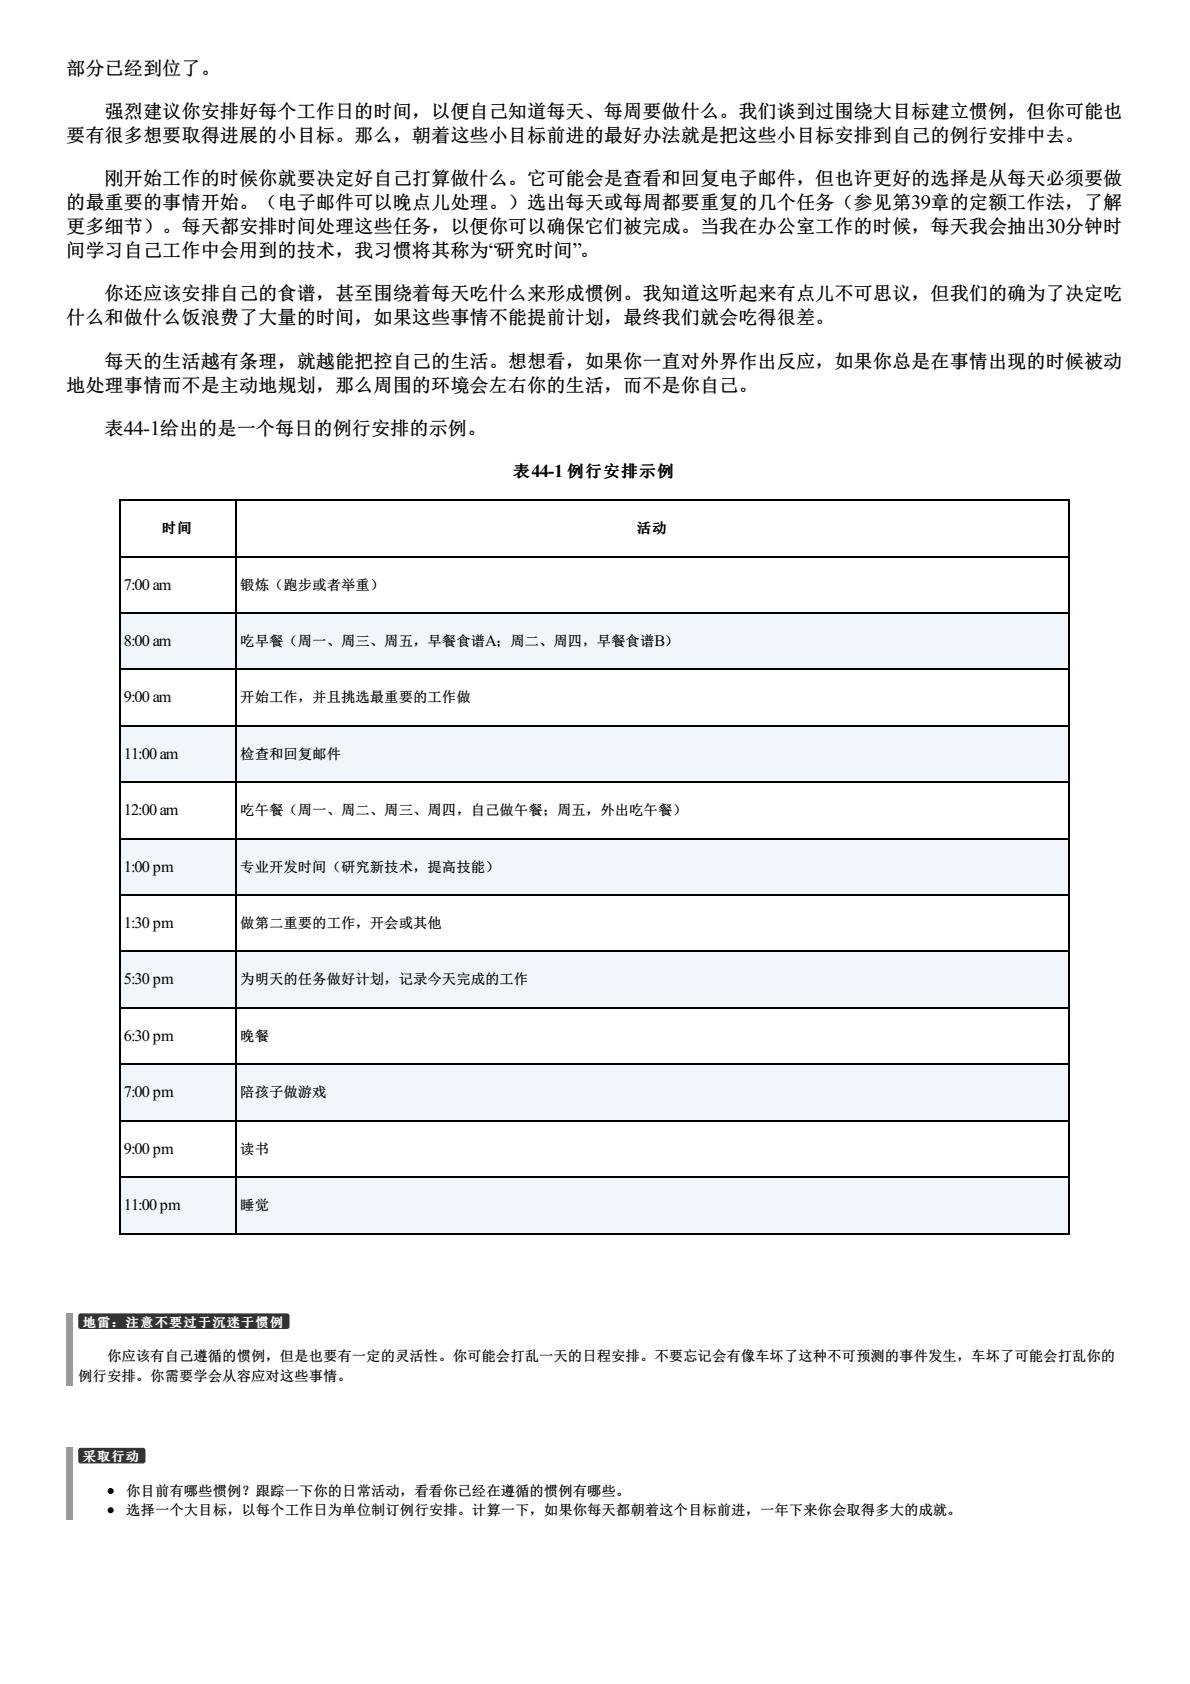 部分已经到位了。
强烈建议你安排好每个工作日的时间，以便自己知道每天、每周要做什么。我们谈到过围绕大目标建立惯例，但你可能也
要有很多想要取得进展的小目标。那么，朝着这些小目标前进的最好办法就是把这些小目标安排到自己的例行安排中去。
刚开始工作的时候你就要决定好自己打算做什么。它可能会是查看和回复电子邮件，但也许更好的选择是从每天必须要做
的最重要的事情开始。（电子邮件可以晚点儿处理。）选出每天或每周都要重复的几个任务（参见第39章的定额工作法，了解
更多细节）。每天都安排时间处理这些任务，以便你可以确保它们被完成。当我在办公室工作的时候，每天我会抽出30分钟时
间学习自己工作中会用到的技术，我习惯将其称为“研究时间”。
你还应该安排自己的食谱，甚至围绕着每天吃什么来形成惯例。我知道这听起来有点儿不可思议，但我们的确为了决定吃
什么和做什么饭浪费了大量的时间，如果这些事情不能提前计划，最终我们就会吃得很差。
每天的生活越有条理，就越能把控自己的生活。想想看，如果你一直对外界作出反应，如果你总是在事情出现的时候被动
地处理事情而不是主动地规划，那么周围的环境会左右你的生活，而不是你自己。
表44-1给出的是一个每日的例行安排的示例。
表44-1 例行安排示例
时间 活动
7:00 am 锻炼（跑步或者举重）
8:00 am 吃早餐（周一、周三、周五，早餐食谱A；周二、周四，早餐食谱B）
9:00 am 开始工作，并且挑选最重要的工作做
11:00 am 检查和回复邮件
12:00 am 吃午餐（周一、周二、周三、周四，自己做午餐；周五，外出吃午餐）
1:00 pm 专业开发时间（研究新技术，提高技能）
1:30 pm 做第二重要的工作，开会或其他
5:30 pm 为明天的任务做好计划，记录今天完成的工作
6:30 pm 晚餐
7:00 pm 陪孩子做游戏
9:00 pm 读书
11:00 pm 睡觉
地雷：注意不要过于沉迷于惯例
你应该有自己遵循的惯例，但是也要有一定的灵活性。你可能会打乱一天的日程安排。不要忘记会有像车坏了这种不可预测的事件发生，车坏了可能会打乱你的
例行安排。你需要学会从容应对这些事情。
采取行动
● 你目前有哪些惯例？跟踪一下你的日常活动，看看你已经在遵循的惯例有哪些。
● 选择一个大目标，以每个工作日为单位制订例行安排。计算一下，如果你每天都朝着这个目标前进，一年下来你会取得多大的成就。